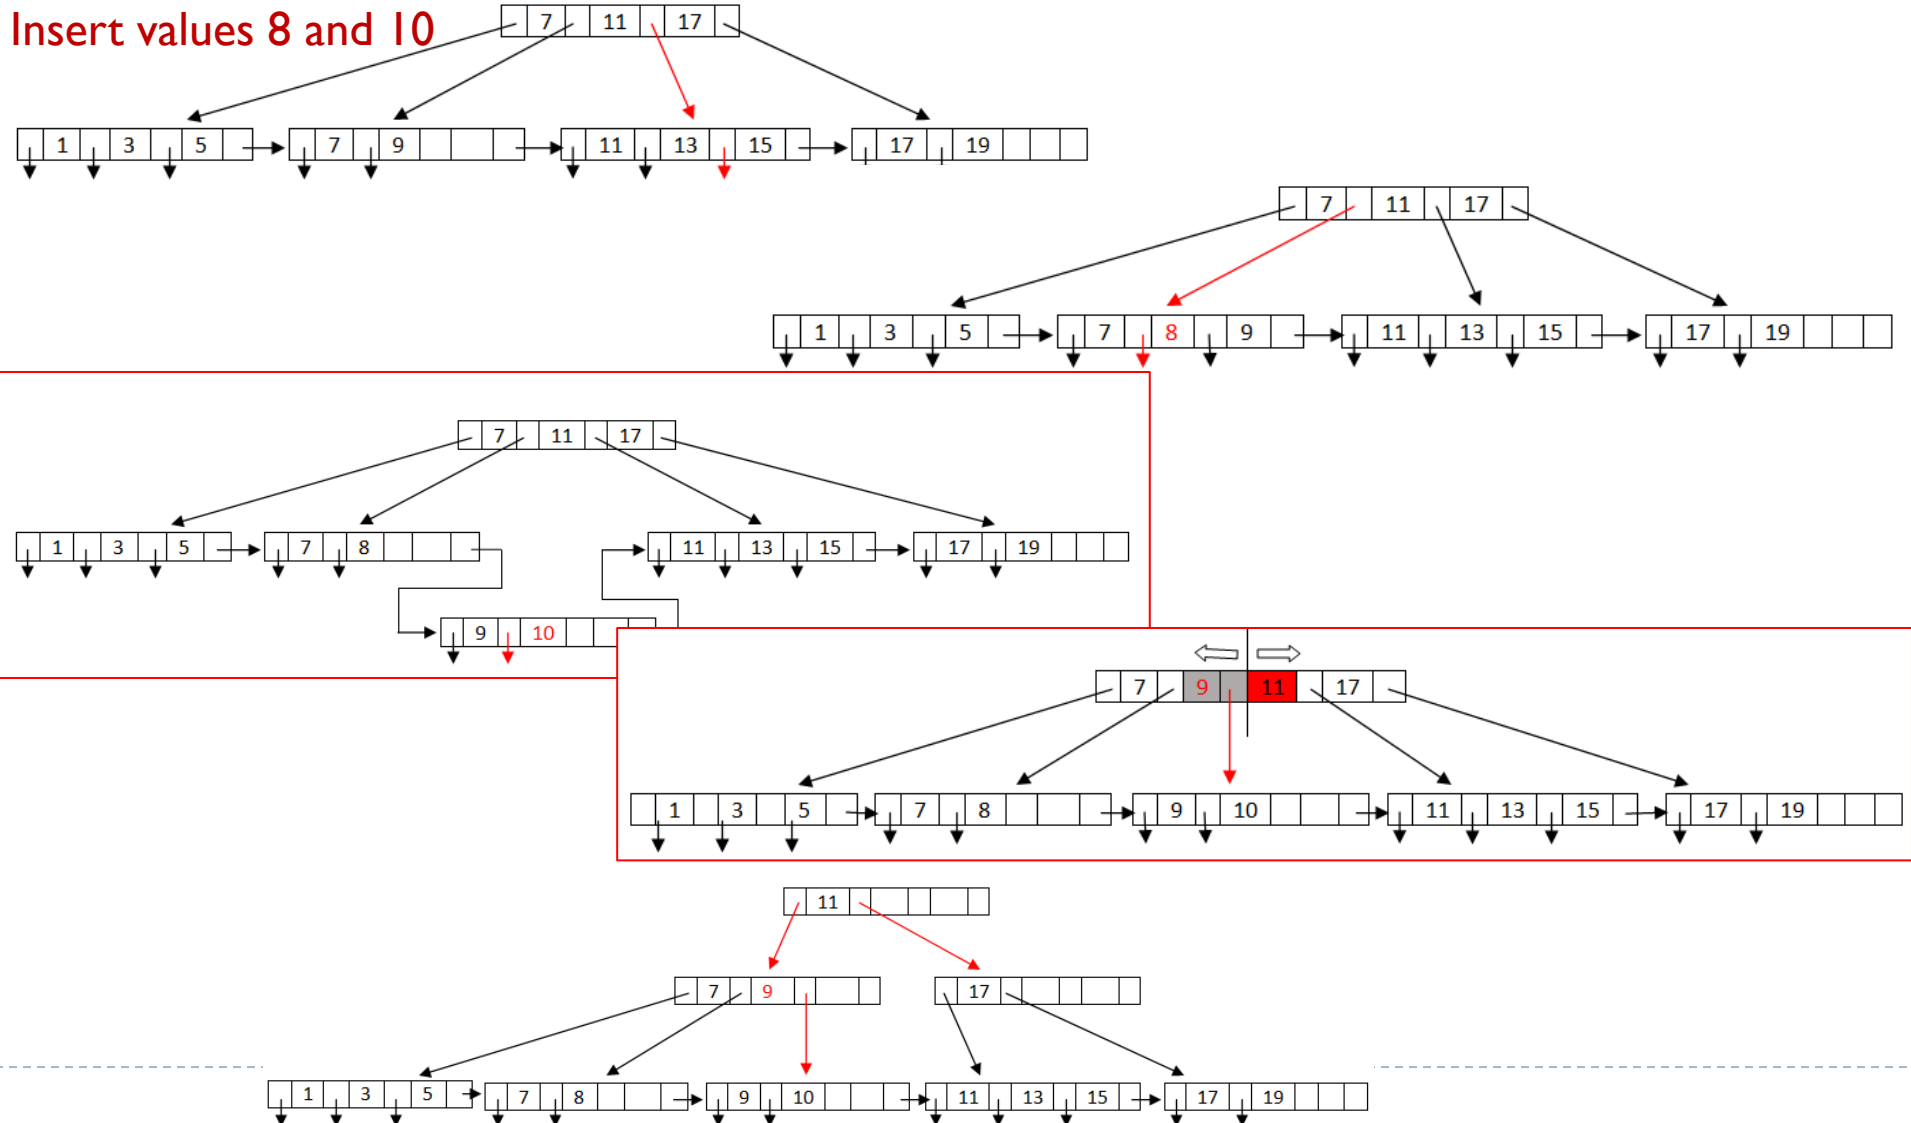 Insert values 8 and 10
7 11 17
1 3 5 7 9 11 13 15 17 19
7 11 17
1 3 5 7 8 9 11 13 15 17 19
7 11 17
1 3 5 7 8 11 13 15 17 19
9 10
7 9 11 17
1 3 5 7 8 9 10 11 13 15 17 19
11
7 9 17
1 3 5 7 8 9 10 11 13 15 17 19